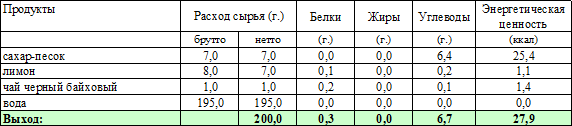 Продукты Расход сырья (г.) Белки Жиры Углеводы Энергетическая ценность
брутто нетто (г.) (г.) (г.) (ккал)
сахар-песок 7,0 7,0 0,0 0,0 6,4 25,4
лимон 8,0 7,0 0,1 0,0 0,2 1,1
чай черный байховый 1,0 1,0 0,2 0,0 0,1 1,4
вода 195,0 195,0 0,0 0,0 0,0 0,0
Выход: 200,0 0,3 0,0 6,7 27,9